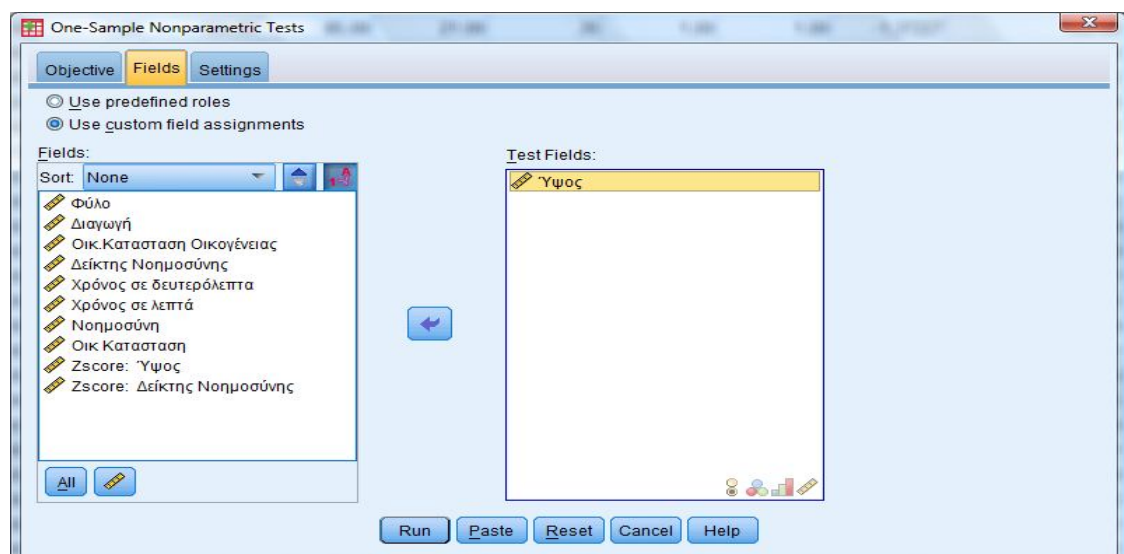 One-Sample Nonparametric Tests
Objective Fields Settings
Use predefined roles
Use custom field assignments
Fields:
Sort: None
Φύλο
Διαγωγή
Οικ.Κατασταση Οικογένειας
Δείκτης Νοημοσύνης
Χρόνος σε δευτερόλεπτα
Χρόνος σε λεπτά
Νοημοσύνη
Οικ Κατασταση
Zscore: Ύψος
Zscore: Δείκτης Νοημοσύνης
All
Test Fields:
Ύψος
Run Paste Reset Cancel Help